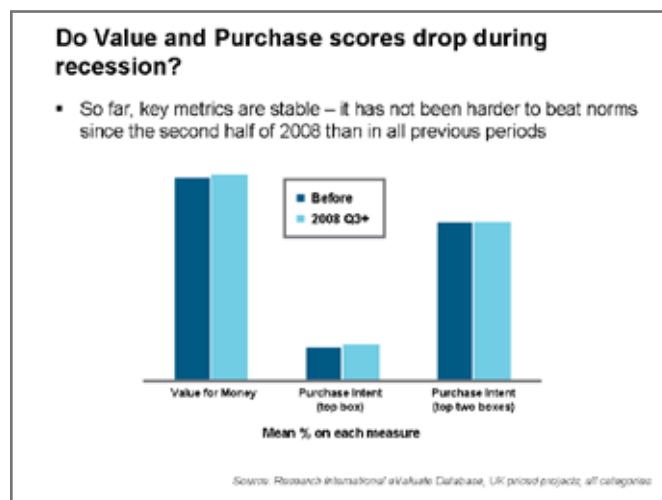 Do Value and Purchase scores drop during
recession?
▪ So far, key metrics are stable – it has not been harder to beat norms
since the second half of 2008 than in all previous periods
Before
2008 Q3+
Value for Money
Purchase Intent
(top box)
Purchase Intent
(top two boxes)
Mean % on each measure
Source: Research International eValuate Database, UK priced projects, all categories